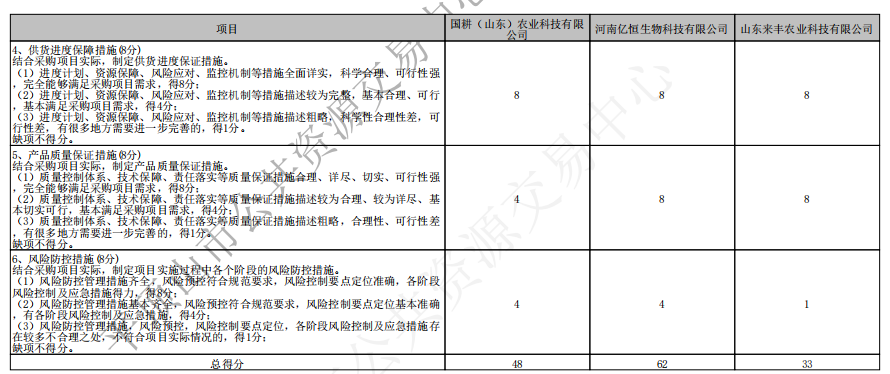 项目
国耕（山东）农业科技有限
公司
河南亿恒生物科技有限公司
山东来丰农业科技有限公司
4、供货进度保障措施(8分)
结合采购项目实际，制定供货进度保证措施。
（1）进度计划、资源保障、风险应对、监控机制等措施全面详实，科学合理、可行性强
，完全能够满足采购项目需求，得8分；
（2）进度计划、资源保障、风险应对、监控机制等措施描述较为完整，基本合理、可行
，基本满足采购项目需求，得4分；
（3）进度计划、资源保障、风险应对、监控机制等措施描述粗略，科学性合理性差，可
行性差，有很多地方需要进一步完善的，得1分。
缺项不得分。
8
8
8
5、产品质量保证措施(8分)
结合采购项目实际，制定产品质量保证措施。
（1）质量控制体系、技术保障、责任落实等质量保证措施合理、详尽、切实、可行性强
，完全能够满足采购项目需求，得8分；
（2）质量控制体系、技术保障、责任落实等质量保证措施描述较为合理、较为详尽、基
本切实可行，基本满足采购项目需求，得4分；
（3）质量控制体系、技术保障、责任落实等质量保证措施描述粗略，合理性、可行性差
，有很多地方需要进一步完善的，得1分。
缺项不得分。
4
8
8
6、风险防控措施(8分)
结合采购项目实际，制定项目实施过程中各个阶段的风险防控措施。
（1）风险防控管理措施齐全，风险预控符合规范要求，风险控制要点定位准确，各阶段
风险控制及应急措施得力，得8分；
（2）风险防控管理措施基本齐全，风险预控符合规范要求，风险控制要点定位基本准确
，有各阶段风险控制及应急措施，得4分；
（3）风险防控管理措施，风险预控，风险控制要点定位，各阶段风险控制及应急措施存
在较多不合理之处，不符合项目实际情况的，得1分；
缺项不得分。
4
4
1
总得分
48
62
33
平顶山市公共资源交易中心
公共资源交易中心